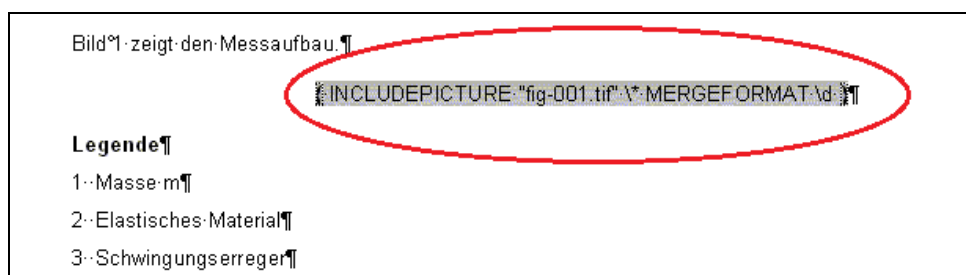 Bild°1·zeigt·den·Messaufbau.¶
{·INCLUDEPICTURE·"fig-001.tif"·\*·MERGEFORMAT·\d·}¶
Legende¶
1··Masse·m¶
2··Elastisches·Material¶
3··Schwingungserreger¶